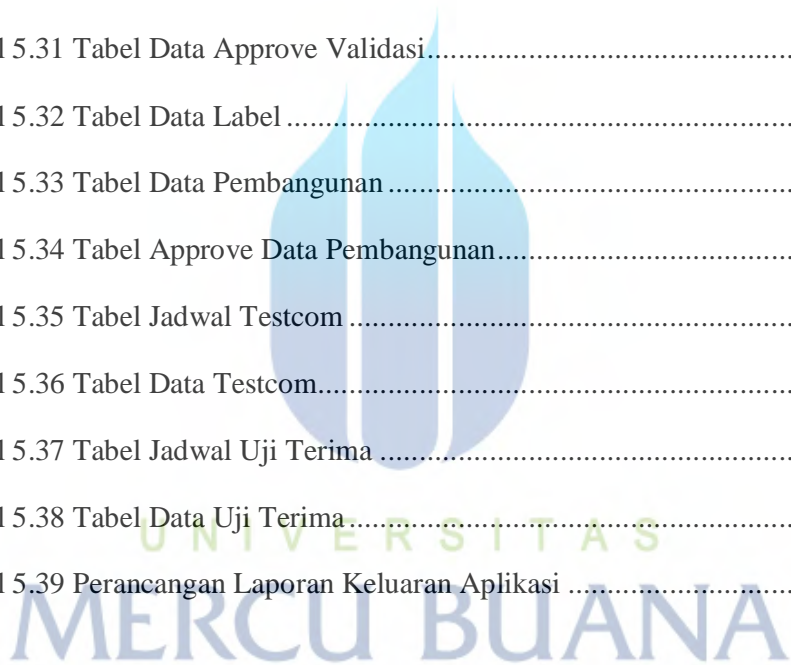 l 5.31 Tabel Data Approve Validasi........................................................
l 5.32 Tabel Data Label........................................................
l 5.33 Tabel Data Pembangunan........................................................
l 5.34 Tabel Approve Data Pembangunan........................................................
l 5.35 Tabel Jadwal Testcom........................................................
l 5.36 Tabel Data Testcom........................................................
l 5.37 Tabel Jadwal Uji Terima........................................................
l 5.38 Tabel Data Uji Terima........................................................
UNIVERSITAS
l 5.39 Perancangan Laporan Keluaran Aplikasi........................................................
MERCU BUANA